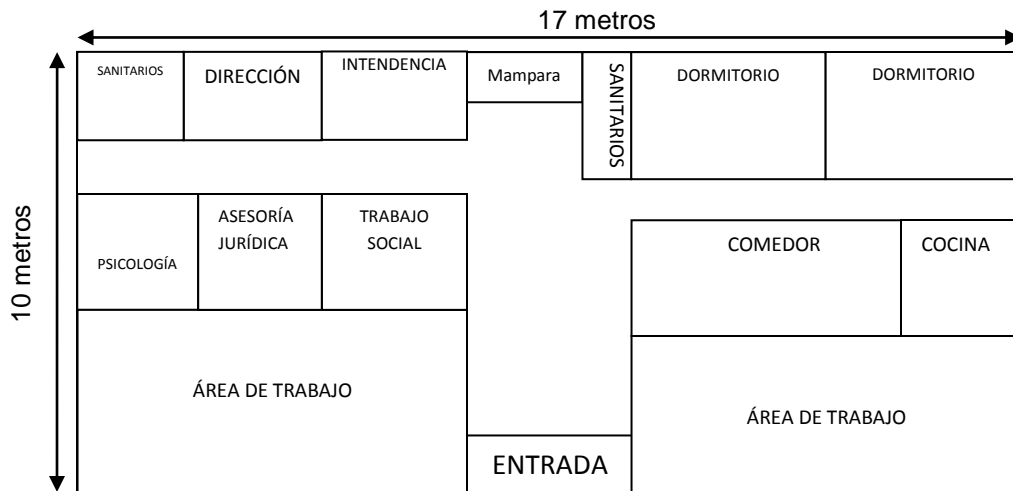 17 metros
10 metros
SANITARIOS
DIRECCIÓN
INTENDENCIA
Mampara
SANITARIOS
DORMITORIO
DORMITORIO
PSICOLOGÍA
ASESORÍA
JURÍDICA
TRABAJO
SOCIAL
COMEDOR
COCINA
ÁREA DE TRABAJO
ÁREA DE TRABAJO
ENTRADA